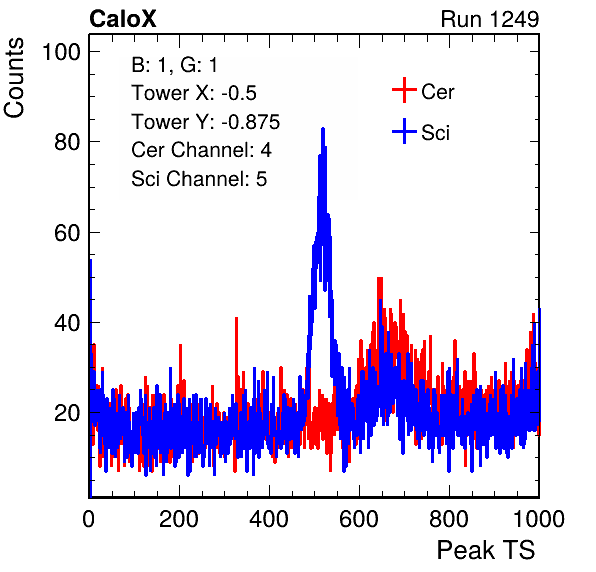 CaloX Run 1249
Counts
100
80
60
40
20
B: 1, G: 1
Tower X: -0.5
Tower Y: -0.875
Cer Channel: 4
Sci Channel: 5
Cer
Sci
0 200 400 600 800 1000
Peak TS